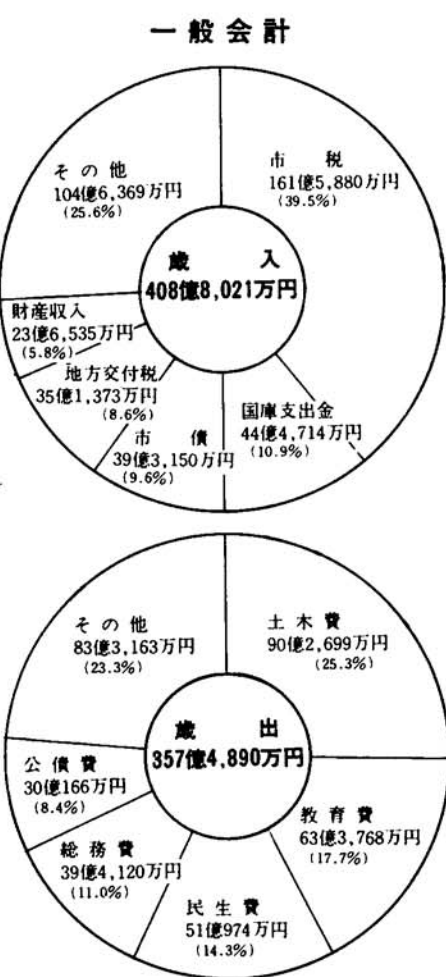 一般会計
市税
161億5,880万円
(39.5%)
国庫支出金
44億4,714万円
(10.9%)
市債
39億3,150万円
(9.6%)
地方交付税
35億1,373万円
(8.6%)
財産収入
23億6,535万円
(5.8%)
その他
104億6,369万円
(25.6%)
歳入
408億8,021万円
土木費
90億2,699万円
(25.3%)
教育費
63億3,768万円
(17.7%)
民生費
51億974万円
(14.3%)
総務費
39億4,120万円
(11.0%)
公債費
30億166万円
(8.4%)
その他
83億3,163万円
(23.3%)
歳出
357億4,890万円